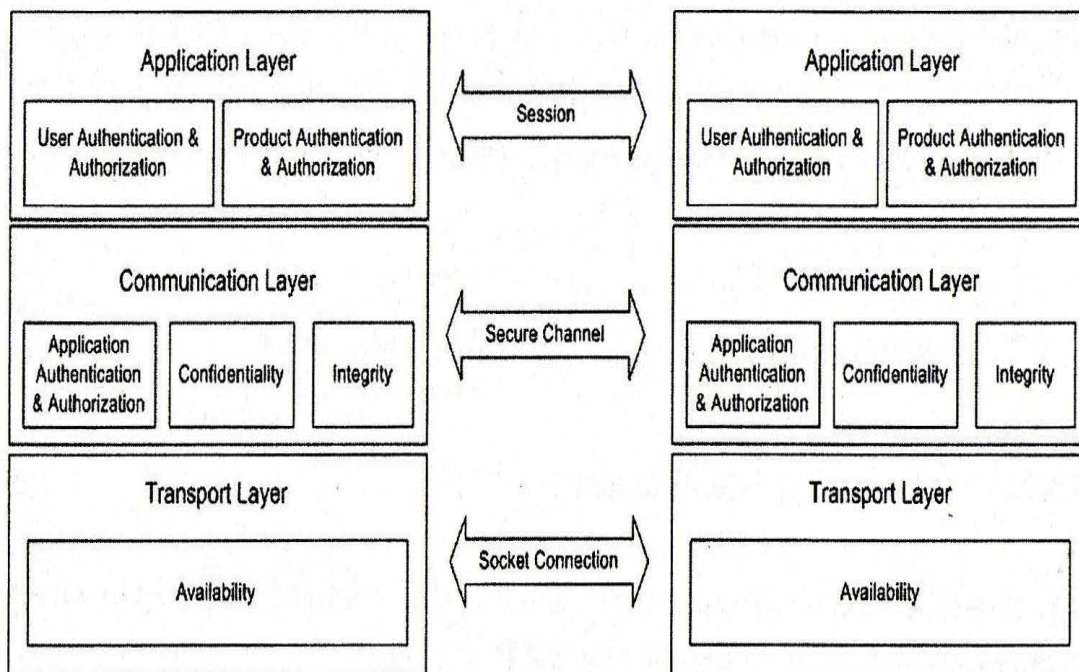 Application Layer
User Authentication &
Authorization
Product Authentication
& Authorization
Session
Application Layer
User Authentication &
Authorization
Product Authentication
& Authorization
Communication Layer
Application
Authentication
& Authorization
Confidentiality
Integrity
Secure Channel
Communication Layer
Application
Authentication
& Authorization
Confidentiality
Integrity
Transport Layer
Availability
Socket Connection
Transport Layer
Availability